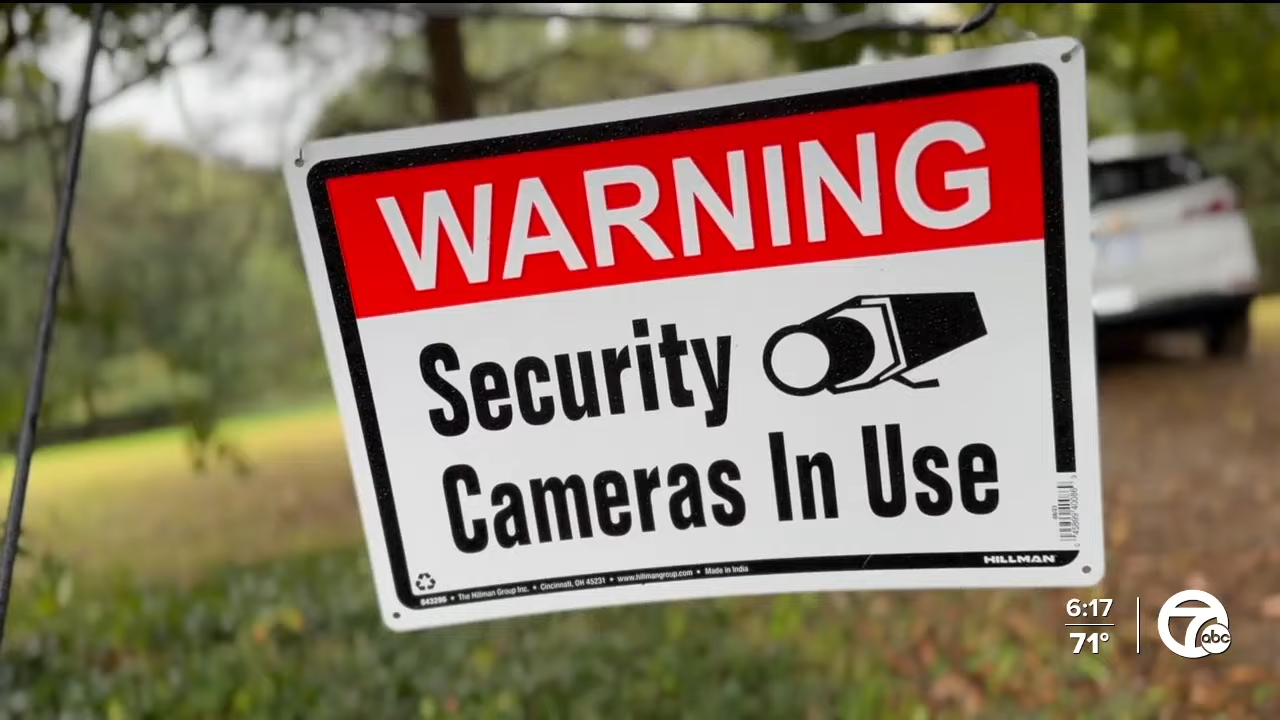 WARNING
Security
Cameras In Use
HILLMAN
843296 • The Hillman Group Inc. • Cincinnati, OH 45231 • www.hillmangroup.com • Made in India
6:17
71°
7
abc